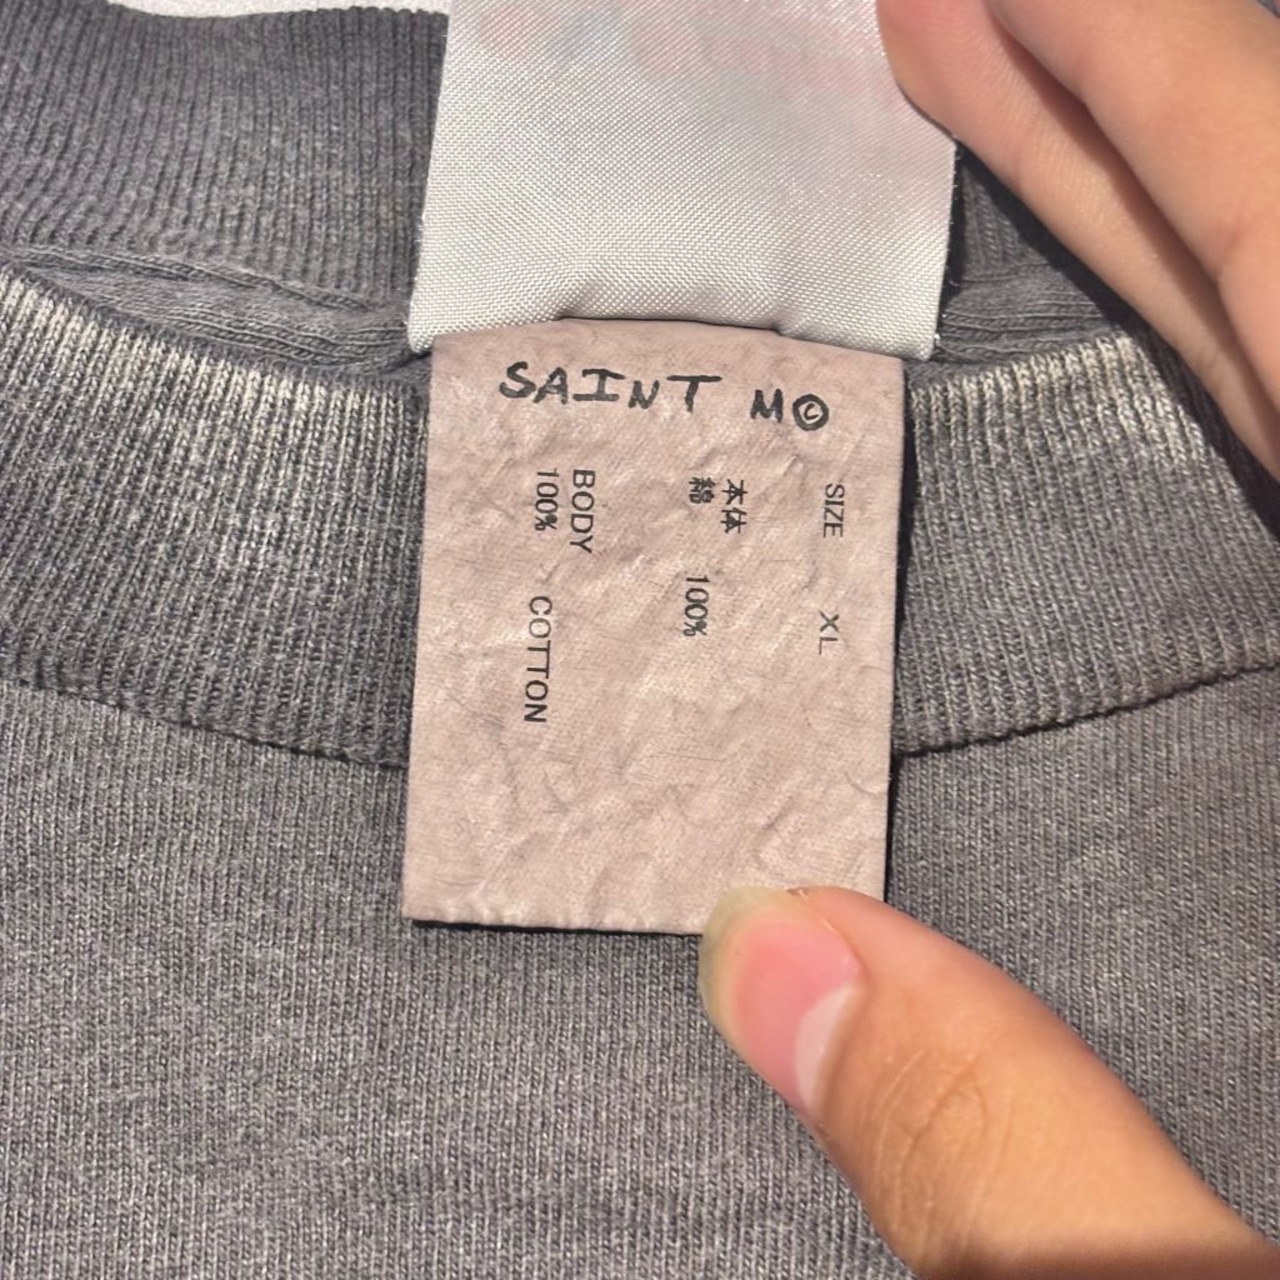 SAINT M©
SIZE XL
本体
綿 100%
BODY
100% COTTON